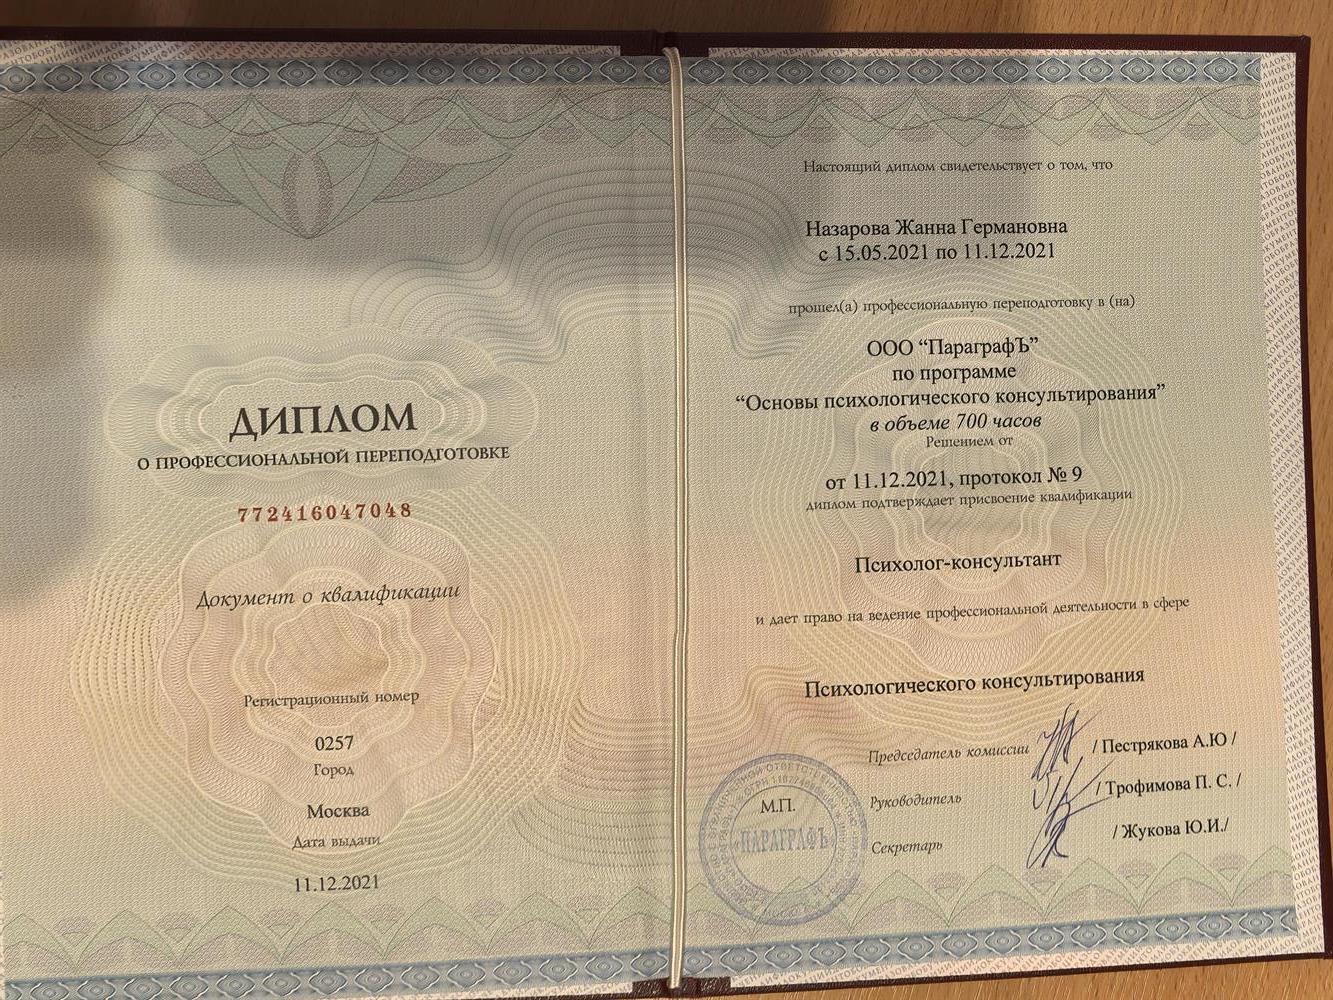 ДИПЛОМ
О ПРОФЕССИОНАЛЬНОЙ ПЕРЕПОДГОТОВКЕ
772416047048
Документ о квалификации
Регистрационный номер
0257
Город
Москва
Дата выдачи
11.12.2021
Настоящий диплом свидетельствует о том, что
Назарова Жанна Германовна
с 15.05.2021 по 11.12.2021
прошел(а) профессиональную переподготовку в (на)
ООО “ПараграфЪ”
по программе
“Основы психологического консультирования”
в объеме 700 часов
Решением от
от 11.12.2021, протокол № 9
диплом подтверждает присвоение квалификации
Психолог-консультант
и дает право на ведение профессиональной деятельности в сфере
Психологического консультирования
Председатель комиссии / Пестрякова А.Ю /
М.П. Руководитель / Трофимова П. С. /
Секретарь / Жукова Ю.И./
ПАРАГРАФЪ